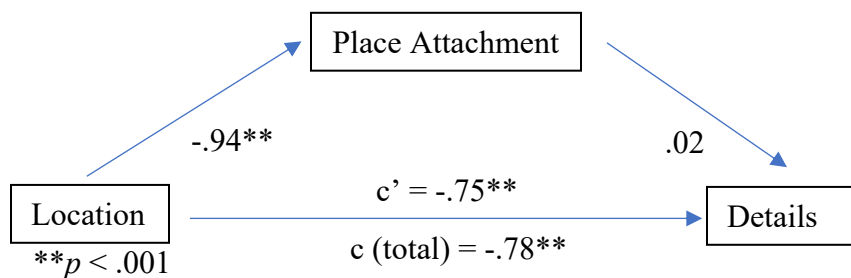 Place Attachment
-.94**
.02
c’ = -.75**
Location
Details
c (total) = -.78**
**p < .001